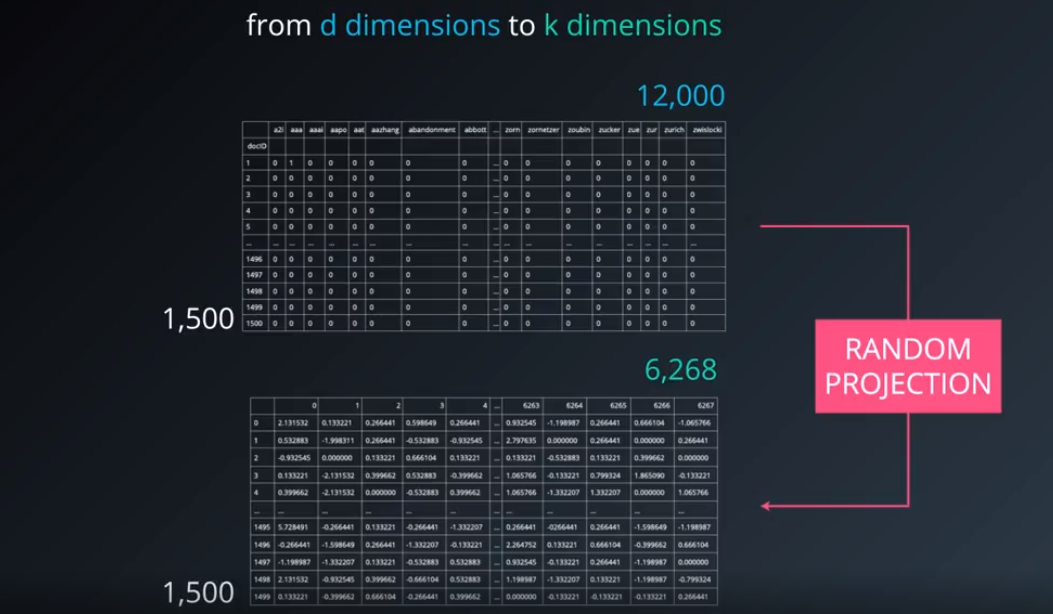 from d dimensions to k dimensions
12,000
a2i aaa aaai aapo aat aazhang abandonment abbott ... zorn zornetzer zoubin zucker zue zur zurich zwislocki
docID
1 0 1 0 0 0 0 0 0 ... 0 0 0 0 0 0 0 0
2 0 0 0 0 0 0 0 0 ... 0 0 0 0 0 0 0 0
3 0 0 0 0 0 0 0 0 ... 0 0 0 0 0 0 0 0
4 0 0 0 0 0 0 0 0 ... 0 0 0 0 0 0 0 0
5 0 0 0 0 0 0 0 0 ... 0 0 0 0 0 0 0 0
... ... ... ... ... ... ... ... ... ... ... ... ... ... ... ... ... ...
1496 0 0 0 0 0 0 0 0 ... 0 0 0 0 0 0 0 0
1497 0 0 0 0 0 0 0 0 ... 0 0 0 0 0 0 0 0
1498 0 0 0 0 0 0 0 0 ... 0 0 0 0 0 0 0 0
1499 0 0 0 0 0 0 0 0 ... 0 0 0 0 0 0 0 0
1500 0 0 0 0 0 0 0 0 ... 0 0 0 0 0 0 0 0
1,500
RANDOM
PROJECTION
6,268
0 1 2 3 4 ... 6263 6264 6265 6266 6267
0 2.131532 0.133221 0.266441 0.598649 0.266441 ... 0.932545 -1.198987 0.266441 0.666104 -1.065766
1 0.532883 -1.998311 0.266441 -0.532883 -0.932545 ... 2.797635 0.000000 0.266441 0.000000 0.266441
2 -0.932545 0.000000 0.133221 0.666104 0.133221 ... 0.133221 -0.532883 0.133221 0.399662 0.000000
3 0.133221 -2.131532 0.399662 0.532883 -0.399662 ... 1.065766 -0.133221 0.799324 1.865090 -0.133221
4 0.399662 -2.131532 0.000000 -0.532883 0.399662 ... 1.065766 -1.332207 1.332207 0.000000 1.065766
... ... ... ... ... ... ... ... ... ... ...
1495 5.728491 -0.266441 0.133221 -0.266441 -1.332207 ... 0.266441 -0266441 0.266441 -1.598649 -1.198987
1496 -0.266441 -1.598649 0.266441 -1.332207 -0.133221 ... 2.264752 0.133221 0.666104 -0.399662 0.666104
1497 -1.198987 -1.332207 0.133221 -0.532883 0.532883 ... 0.932545 -0.133221 0.266441 -1.198987 0.000000
1498 2.131532 -0.932545 0.399662 -0.666104 0.532883 ... 1.198987 -1.332207 0.133221 -1.198987 -0.799324
1499 0.133221 -0.399662 0.666104 -0.266441 0.399662 ... 0.000000 -0.133221 -0.133221 -0.133221 0.266441
1,500